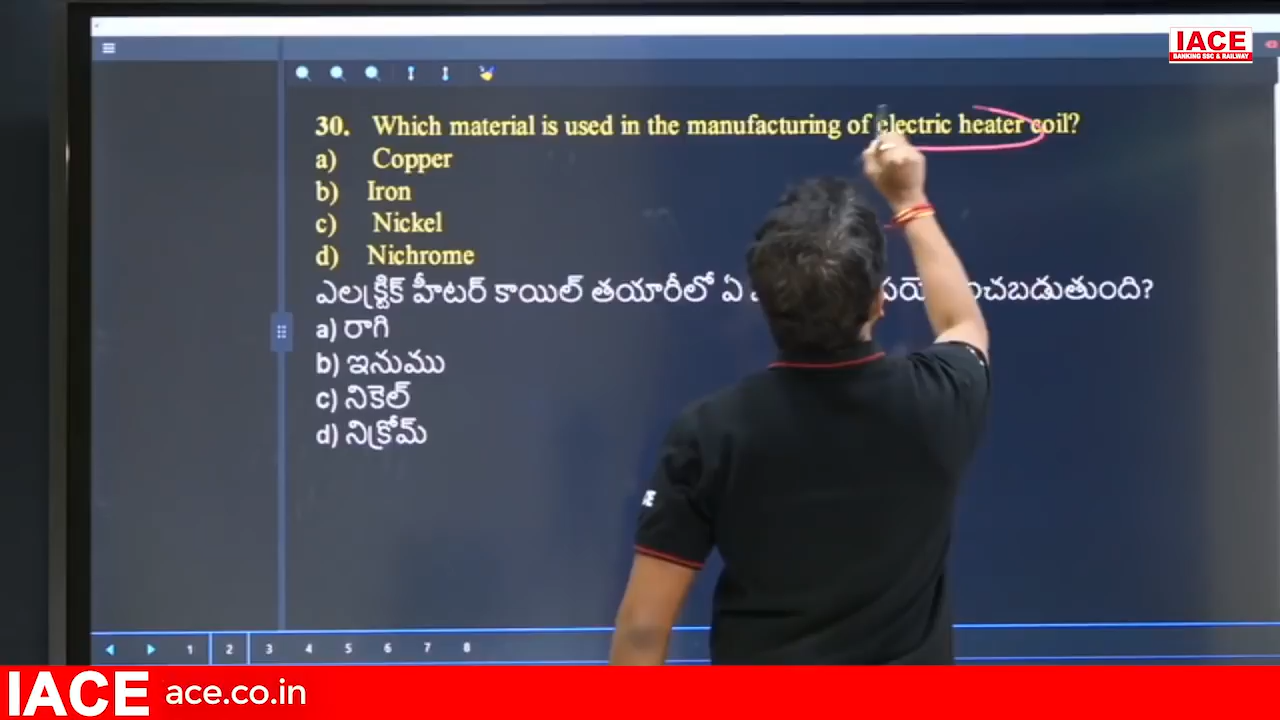 IACE
BANKING SSC & RAILWAY
30. Which material is used in the manufacturing of electric heater coil?
a) Copper
b) Iron
c) Nickel
d) Nichrome
ఎలక్ట్రిక్ హీటర్ కాయిల్ తయారీలో ఏ
a) రాగి
b) ఇనుము
c) నికెల్
d) నిక్రోమ్
1 2 3 4 5 6 7 8
IACE ace.co.in